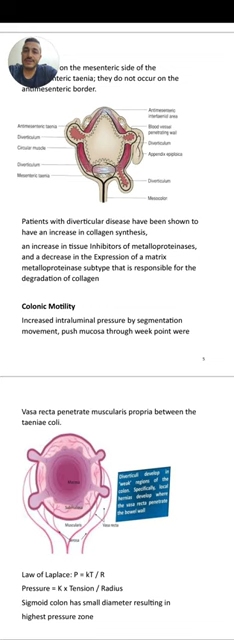 on the mesenteric side of the
nteric taenia; they do not occur on the
antimesenteric border.
Antimesenteric
intertaenial area
Antimesenteric taenia
Blood vessel
penetrating wall
Diverticulum
Diverticulum
Circular muscle
Appendix epiploica
Diverticulum
Mesenteric taenia
Diverticulum
Mesocolon
Patients with diverticular disease have been shown to
have an increase in collagen synthesis,
an increase in tissue Inhibitors of metalloproteinases,
and a decrease in the Expression of a matrix
metalloproteinase subtype that is responsible for the
degradation of collagen
Colonic Motility
Increased intraluminal pressure by segmentation
movement, push mucosa through week point were
5
Vasa recta penetrate muscularis propria between the
taeniae coli.
Mucosa
Diverticuli develop in
'weak' regions of the
colon. Specifically, local
hernias develop where
the vasa recta penetrate
the bowel wall
Submucosa
Muscularis
Vasa recta
Serosa
Law of Laplace: P = kT / R
Pressure = K x Tension / Radius
Sigmoid colon has small diameter resulting in
highest pressure zone